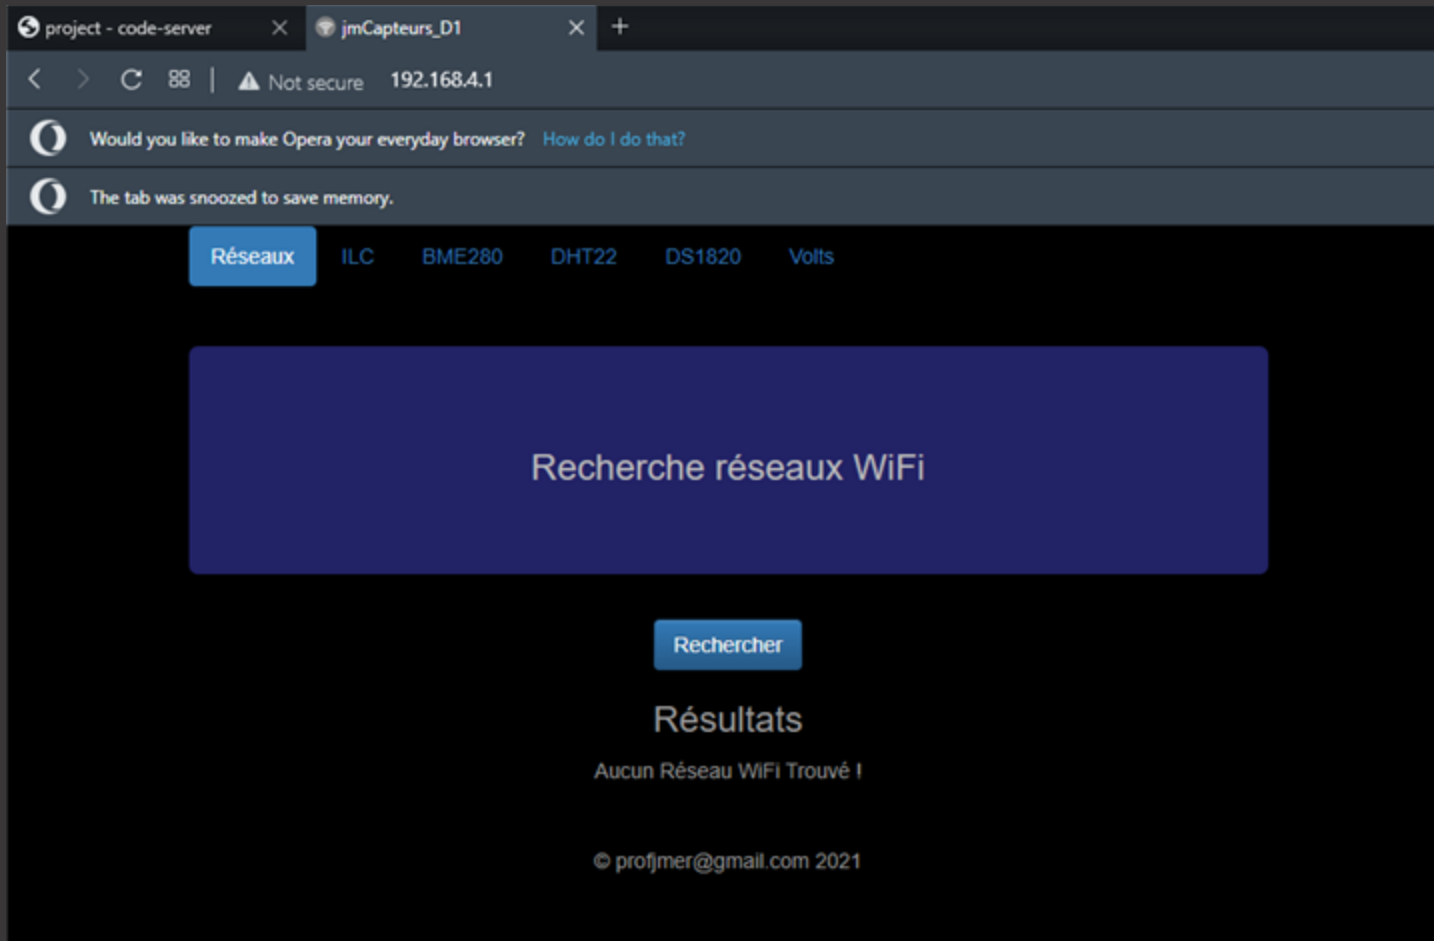 project - code-server jmCapteurs_D1
Not secure 192.168.4.1
Would you like to make Opera your everyday browser? How do I do that?
The tab was snoozed to save memory.
Réseaux ILC BME280 DHT22 DS1820 Volts
Recherche réseaux WiFi
Rechercher
Résultats
Aucun Réseau WiFi Trouvé !
© profjmer@gmail.com 2021